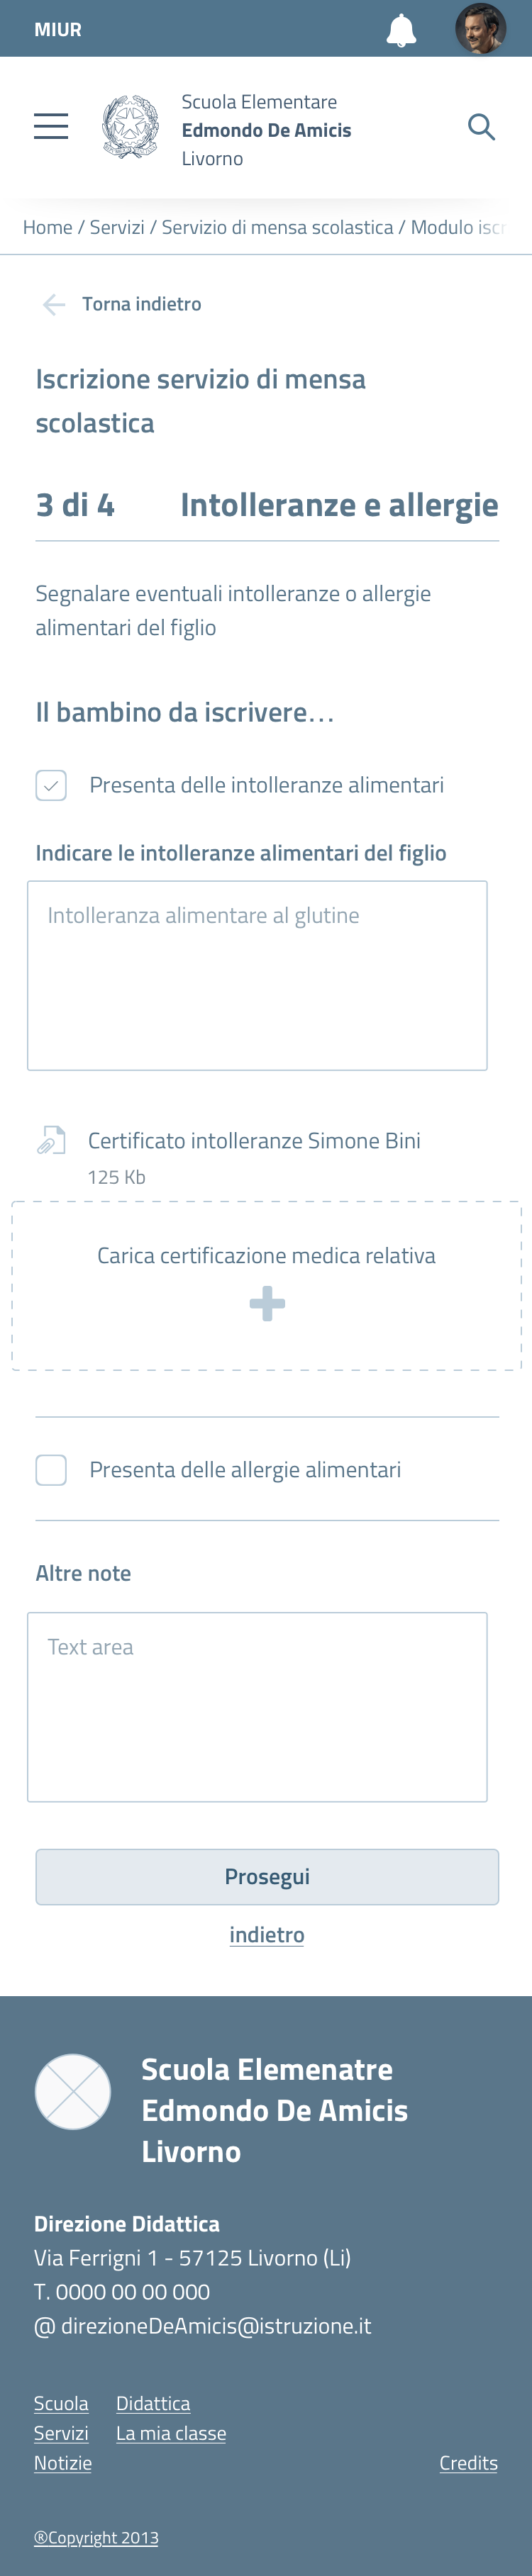 MIUR
Scuola Elementare
Edmondo De Amicis
Livorno
Home / Servizi / Servizio di mensa scolastica / Modulo iscr
Torna indietro
Iscrizione servizio di mensa
scolastica
3 di 4 Intolleranze e allergie
Segnalare eventuali intolleranze o allergie
alimentari del figlio
Il bambino da iscrivere...
Presenta delle intolleranze alimentari
Indicare le intolleranze alimentari del figlio
Intolleranza alimentare al glutine
Certificato intolleranze Simone Bini
125 Kb
Carica certificazione medica relativa
Presenta delle allergie alimentari
Altre note
Text area
Prosegui
indietro
Scuola Elemenatre
Edmondo De Amicis
Livorno
Direzione Didattica
Via Ferrigni 1 - 57125 Livorno (Li)
T. 0000 00 00 000
@ direzioneDeAmicis@istruzione.it
Scuola Didattica
Servizi La mia classe
Notizie Credits
®Copyright 2013